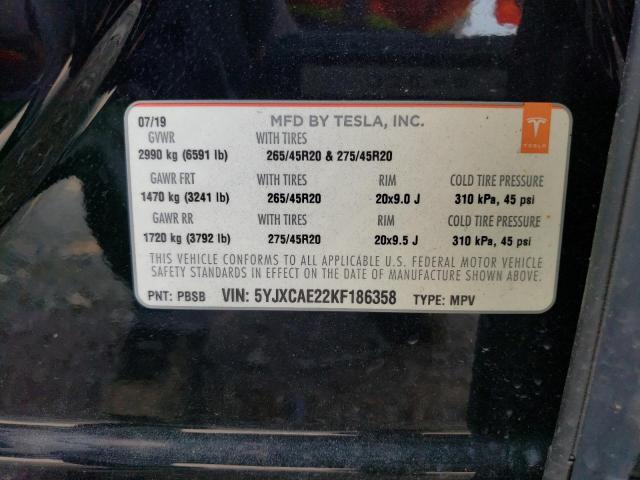 07/19 MFD BY TESLA, INC.
TESLA
GVWR WITH TIRES
2990 kg (6591 lb) 265/45R20 & 275/45R20
GAWR FRT WITH TIRES RIM COLD TIRE PRESSURE
1470 kg (3241 lb) 265/45R20 20x9.0 J 310 kPa, 45 psi
GAWR RR WITH TIRES RIM COLD TIRE PRESSURE
1720 kg (3792 lb) 275/45R20 20x9.5 J 310 kPa, 45 psi
THIS VEHICLE CONFORMS TO ALL APPLICABLE U.S. FEDERAL MOTOR VEHICLE
SAFETY STANDARDS IN EFFECT ON THE DATE OF MANUFACTURE SHOWN ABOVE.
PNT: PBSB VIN: 5YJXCAE22KF186358 TYPE: MPV